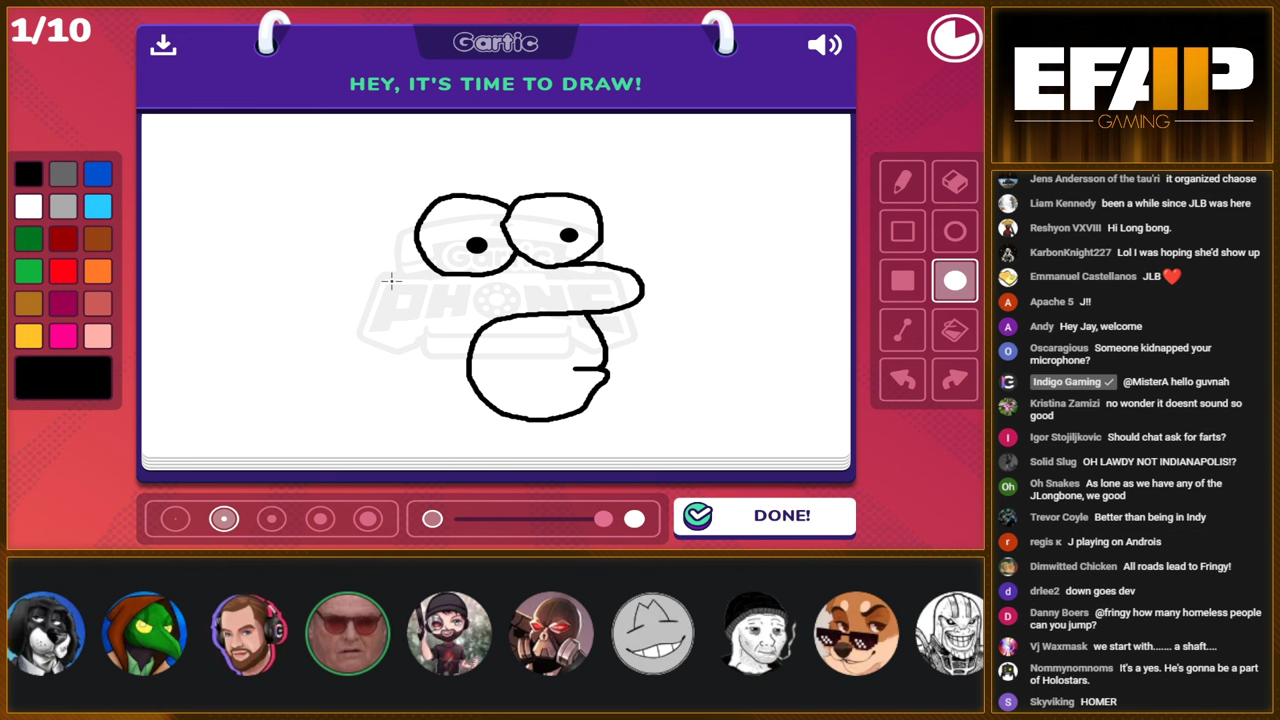 1/10
Gartic
HEY, IT'S TIME TO DRAW!
Gartic
PHONE
DONE!
EFAP
GAMING
Jens Andersson of the tau'ri it organized chaose
Liam Kennedy been a while since JLB was here
Reshyon VXVIII Hi Long bong.
KarbonKnight227 Lol I was hoping she'd show up
Emmanuel Castellanos JLB❤️
Apache 5 J!!
Andy Hey Jay, welcome
Oscaragious Someone kidnapped your
microphone?
Indigo Gaming ✓ @MisterA hello guvnah
Kristina Zamizi no wonder it doesnt sound so
good
Igor Stojiljkovic Should chat ask for farts?
Solid Slug OH LAWDY NOT INDIANAPOLIS!?
Oh Snakes As lone as we have any of the
JLongbone, we good
Trevor Coyle Better than being in Indy
regis κ J playing on Androis
Dimwitted Chicken All roads lead to Fringy!
drlee2 down goes dev
Danny Boers @fringy how many homeless people
can you jump?
Vj Waxmask we start with....... a shaft....
Nommynomnoms It's a yes. He's gonna be a part
of Holostars.
Skyviking HOMER